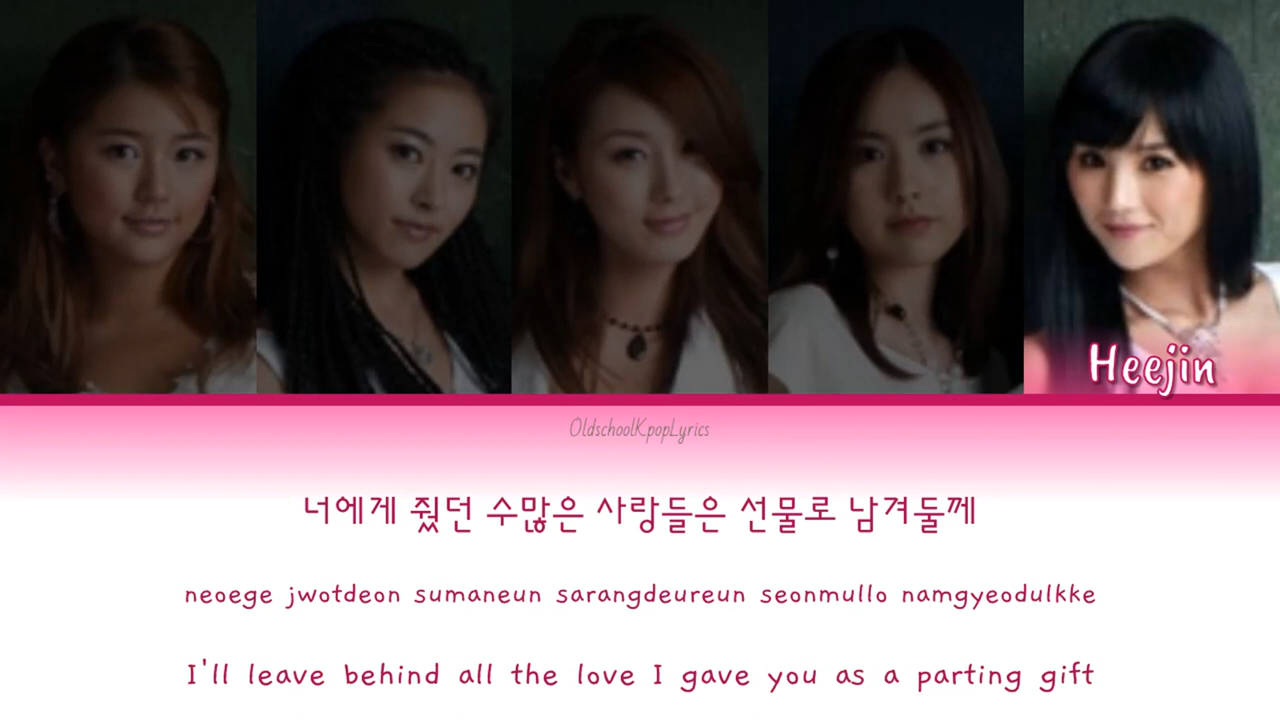 Heejin
OldschoolKpopLyrics
너에게 줬던 수많은 사랑들은 선물로 남겨둘께
neoege jwotdeon sumaneun sarangdeureun seonmullo namgyeodulkke
I'll leave behind all the love I gave you as a parting gift